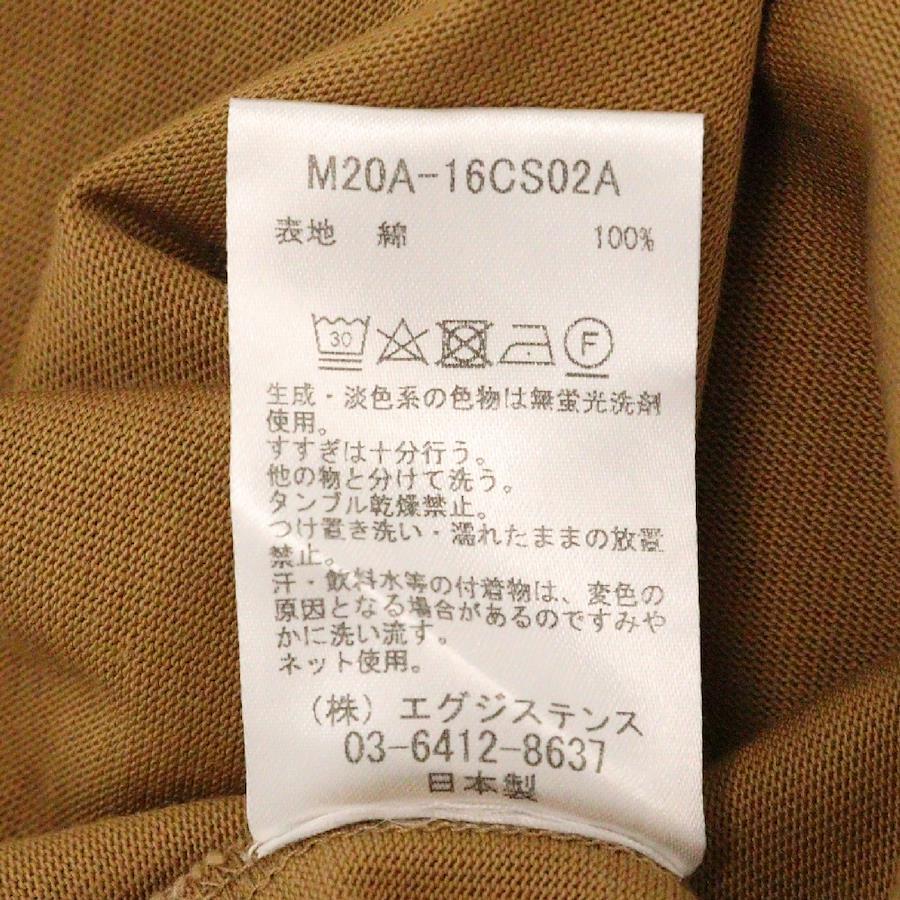 M20A-16CS02A
表地 綿 100%
30 F
生成・淡色系の色物は無蛍光洗剤
使用。
すすぎは十分行う。
他の物と分けて洗う。
タンブル乾燥禁止。
つけ置き洗い・濡れたままの放置
禁止。
汗・飲料水等の付着物は、変色の
原因となる場合があるのですみや
かに洗い流す。
ネット使用。
(株) エグジステンス
03-6412-8637
日本製